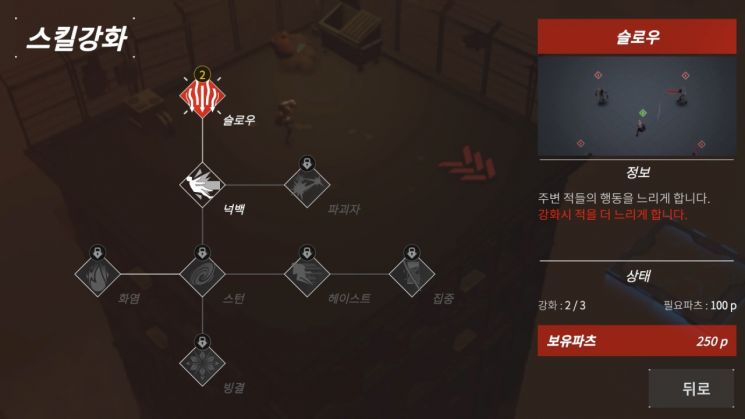 스킬강화
2
슬로우
넉백
파괴자
화염
스턴
헤이스트
집중
빙결
슬로우
정보
주변 적들의 행동을 느리게 합니다.
강화시 적을 더 느리게 합니다.
상태
강화 : 2 / 3 필요파츠 : 100 p
보유파츠 250 p
뒤로